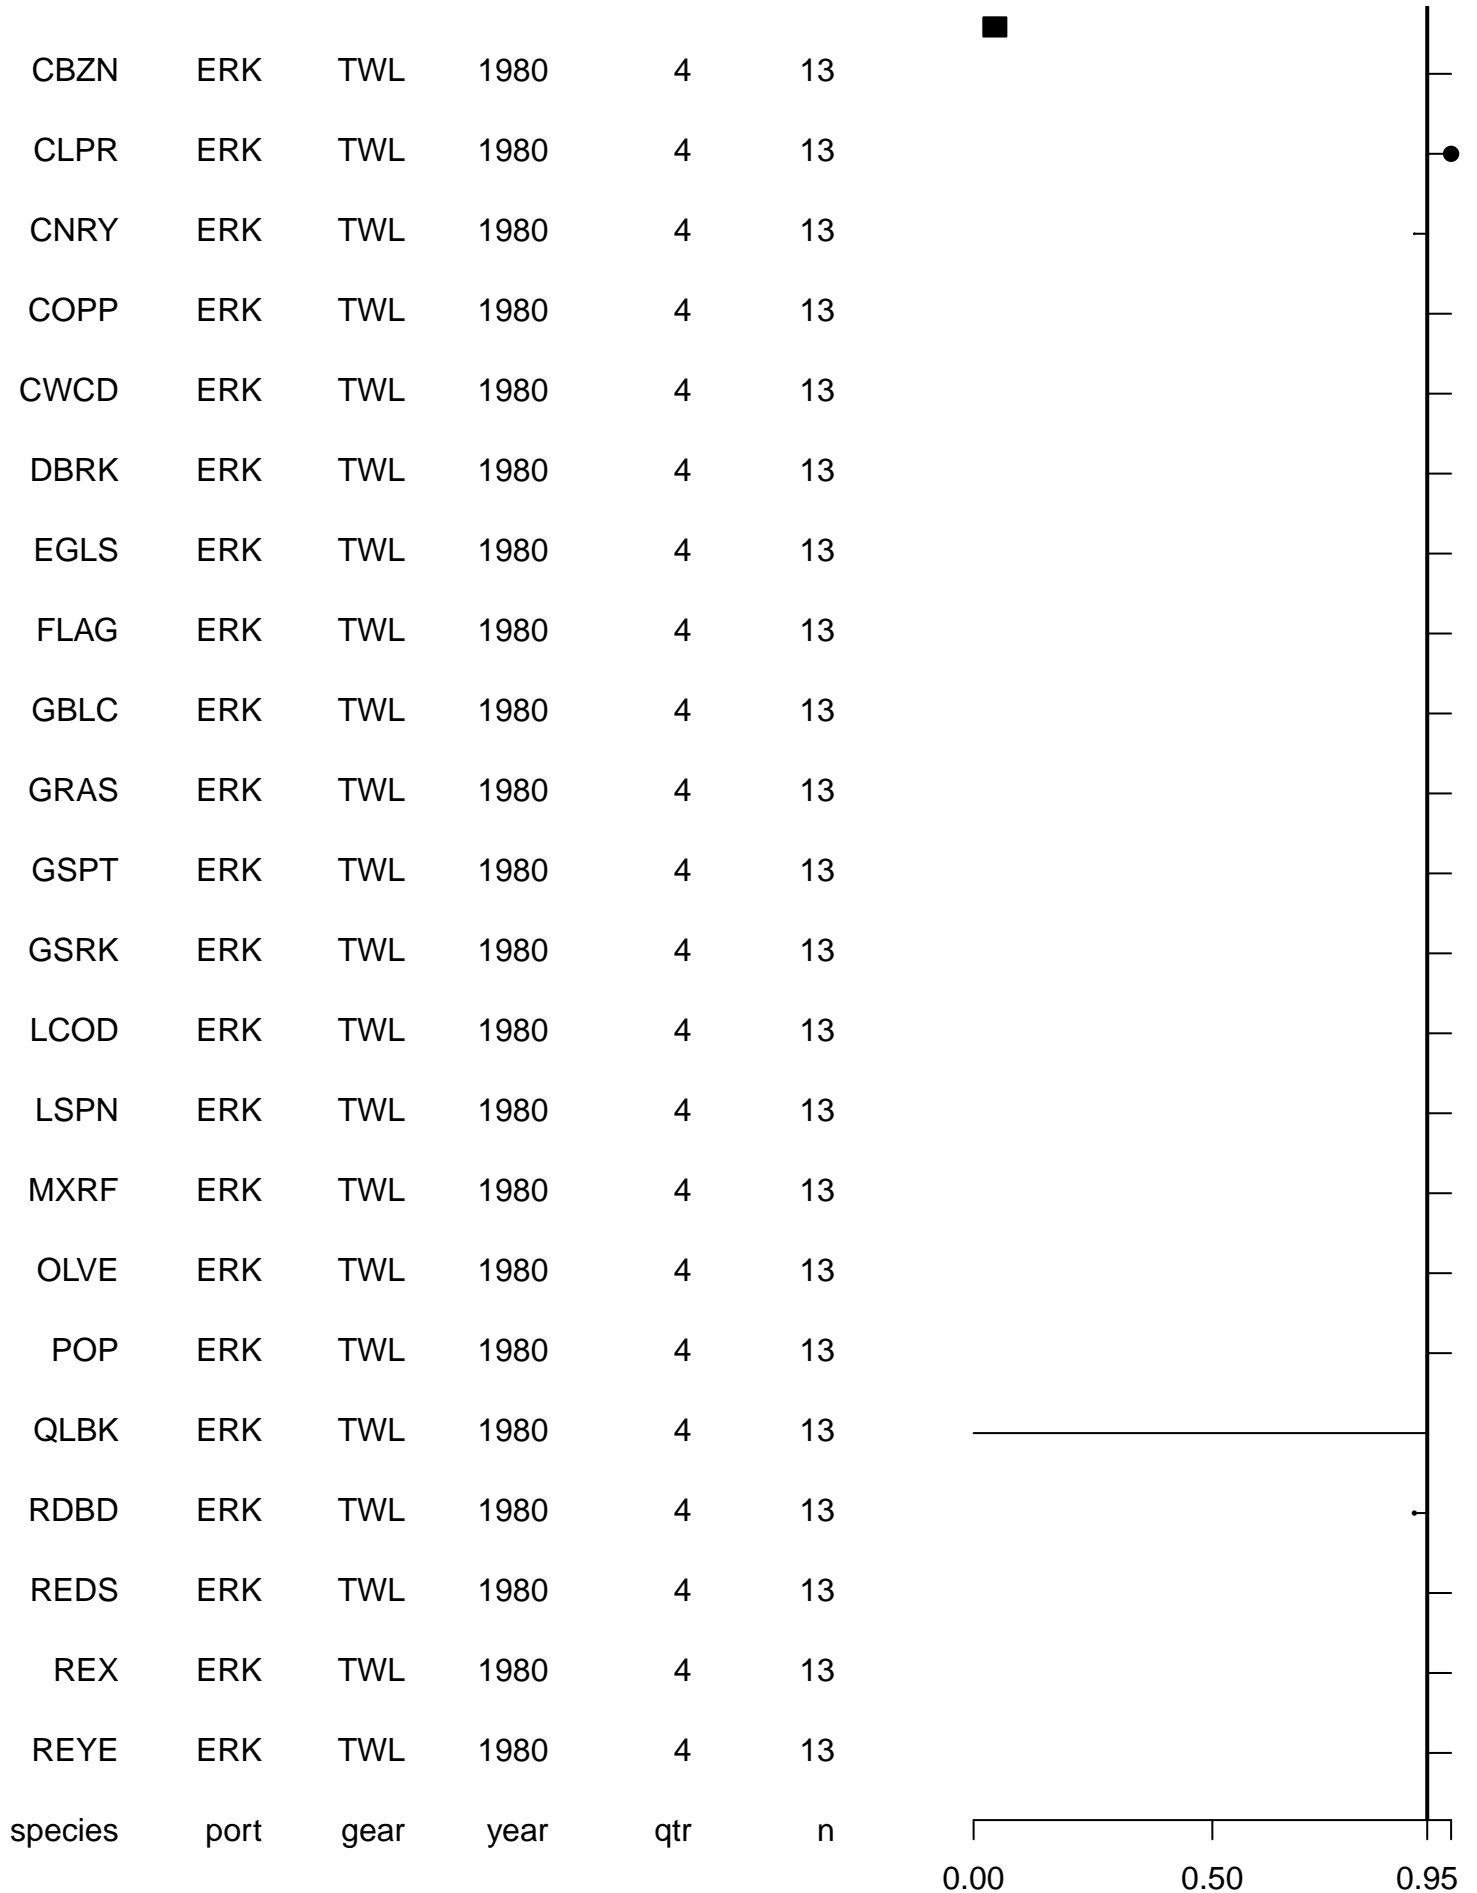 CBZN ERK TWL 1980 4 13
CLPR ERK TWL 1980 4 13
CNRY ERK TWL 1980 4 13
COPP ERK TWL 1980 4 13
CWCD ERK TWL 1980 4 13
DBRK ERK TWL 1980 4 13
EGLS ERK TWL 1980 4 13
FLAG ERK TWL 1980 4 13
GBLC ERK TWL 1980 4 13
GRAS ERK TWL 1980 4 13
GSPT ERK TWL 1980 4 13
GSRK ERK TWL 1980 4 13
LCOD ERK TWL 1980 4 13
LSPN ERK TWL 1980 4 13
MXRF ERK TWL 1980 4 13
OLVE ERK TWL 1980 4 13
POP ERK TWL 1980 4 13
QLBK ERK TWL 1980 4 13
RDBD ERK TWL 1980 4 13
REDS ERK TWL 1980 4 13
REX ERK TWL 1980 4 13
REYE ERK TWL 1980 4 13
species port gear year qtr n
0.00 0.50 0.95